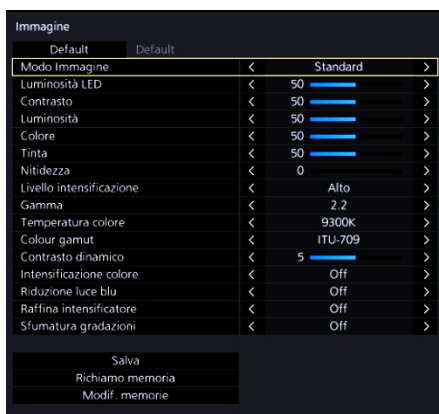 Immagine
Default Default
Modo Immagine < Standard >
Luminosità LED < 50 >
Contrasto < 50 >
Luminosità < 50 >
Colore < 50 >
Tinta < 50 >
Nitidezza < 0 >
Livello intensificazione < Alto >
Gamma < 2.2 >
Temperatura colore < 9300K >
Colour gamut < ITU-709 >
Contrasto dinamico < 5 >
Intensificazione colore < Off >
Riduzione luce blu < Off >
Raffina intensificatore < Off >
Sfumatura gradazioni < Off >
Salva
Richiamo memoria
Modif. memorie